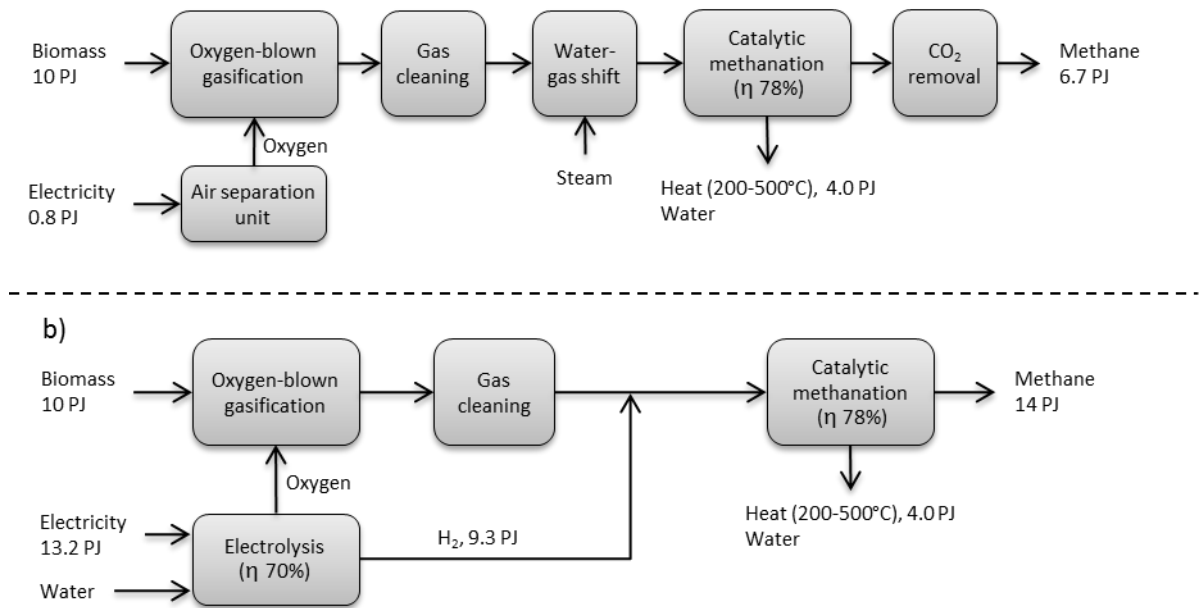 Biomass
10 PJ
Oxygen-blown
gasification
Gas
cleaning
Water-
gas shift
Catalytic
methanation
(η 78%)
CO₂
removal
Methane
6.7 PJ
Oxygen
Electricity
0.8 PJ
Air separation
unit
Steam
Heat (200-500°C), 4.0 PJ
Water
b)
Biomass
10 PJ
Oxygen-blown
gasification
Gas
cleaning
Catalytic
methanation
(η 78%)
Methane
14 PJ
Oxygen
Electricity
13.2 PJ
Water
Electrolysis
(η 70%)
H₂, 9.3 PJ
Heat (200-500°C), 4.0 PJ
Water